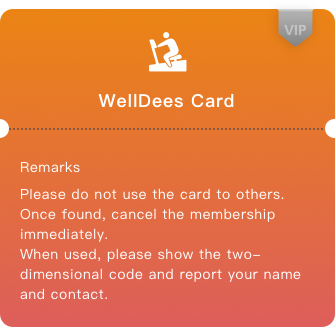 VIP
WellDees Card
Remarks
Please do not use the card to others.
Once found, cancel the membership
immediately.
When used, please show the two-
dimensional code and report your name
and contact.